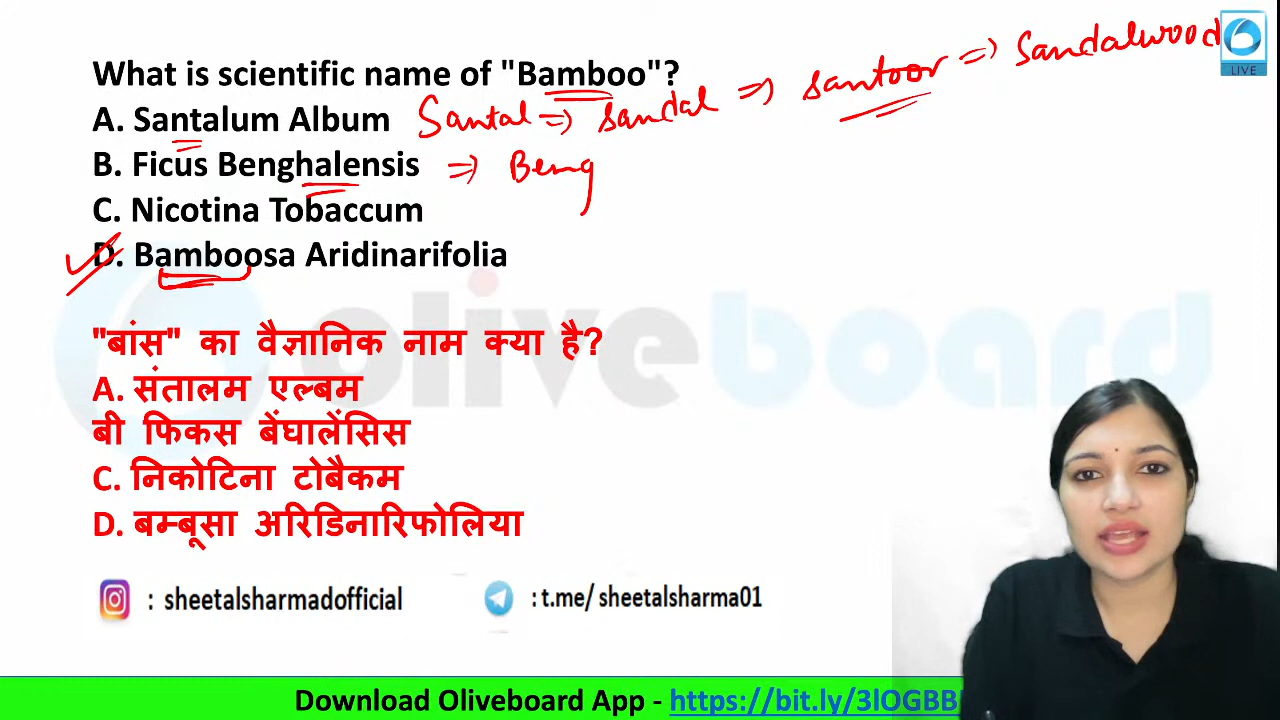 What is scientific name of "Bamboo"?
A. Santalum Album Santal => Sandal => Santoor => Sandalwood
B. Ficus Benghalensis => Beng
C. Nicotina Tobaccum
D. Bamboosa Aridinarifolia
"बांस" का वैज्ञानिक नाम क्या है?
A. संतालम एल्बम
बी फिकस बेंघालेंसिस
C. निकोटिना टोबैकम
D. बम्बूसा अरिडिनारिफोलिया
oliveboard
LIVE
: sheetalsharmadofficial
: t.me/ sheetalsharma01
Download Oliveboard App - https://bit.ly/3lOGBB